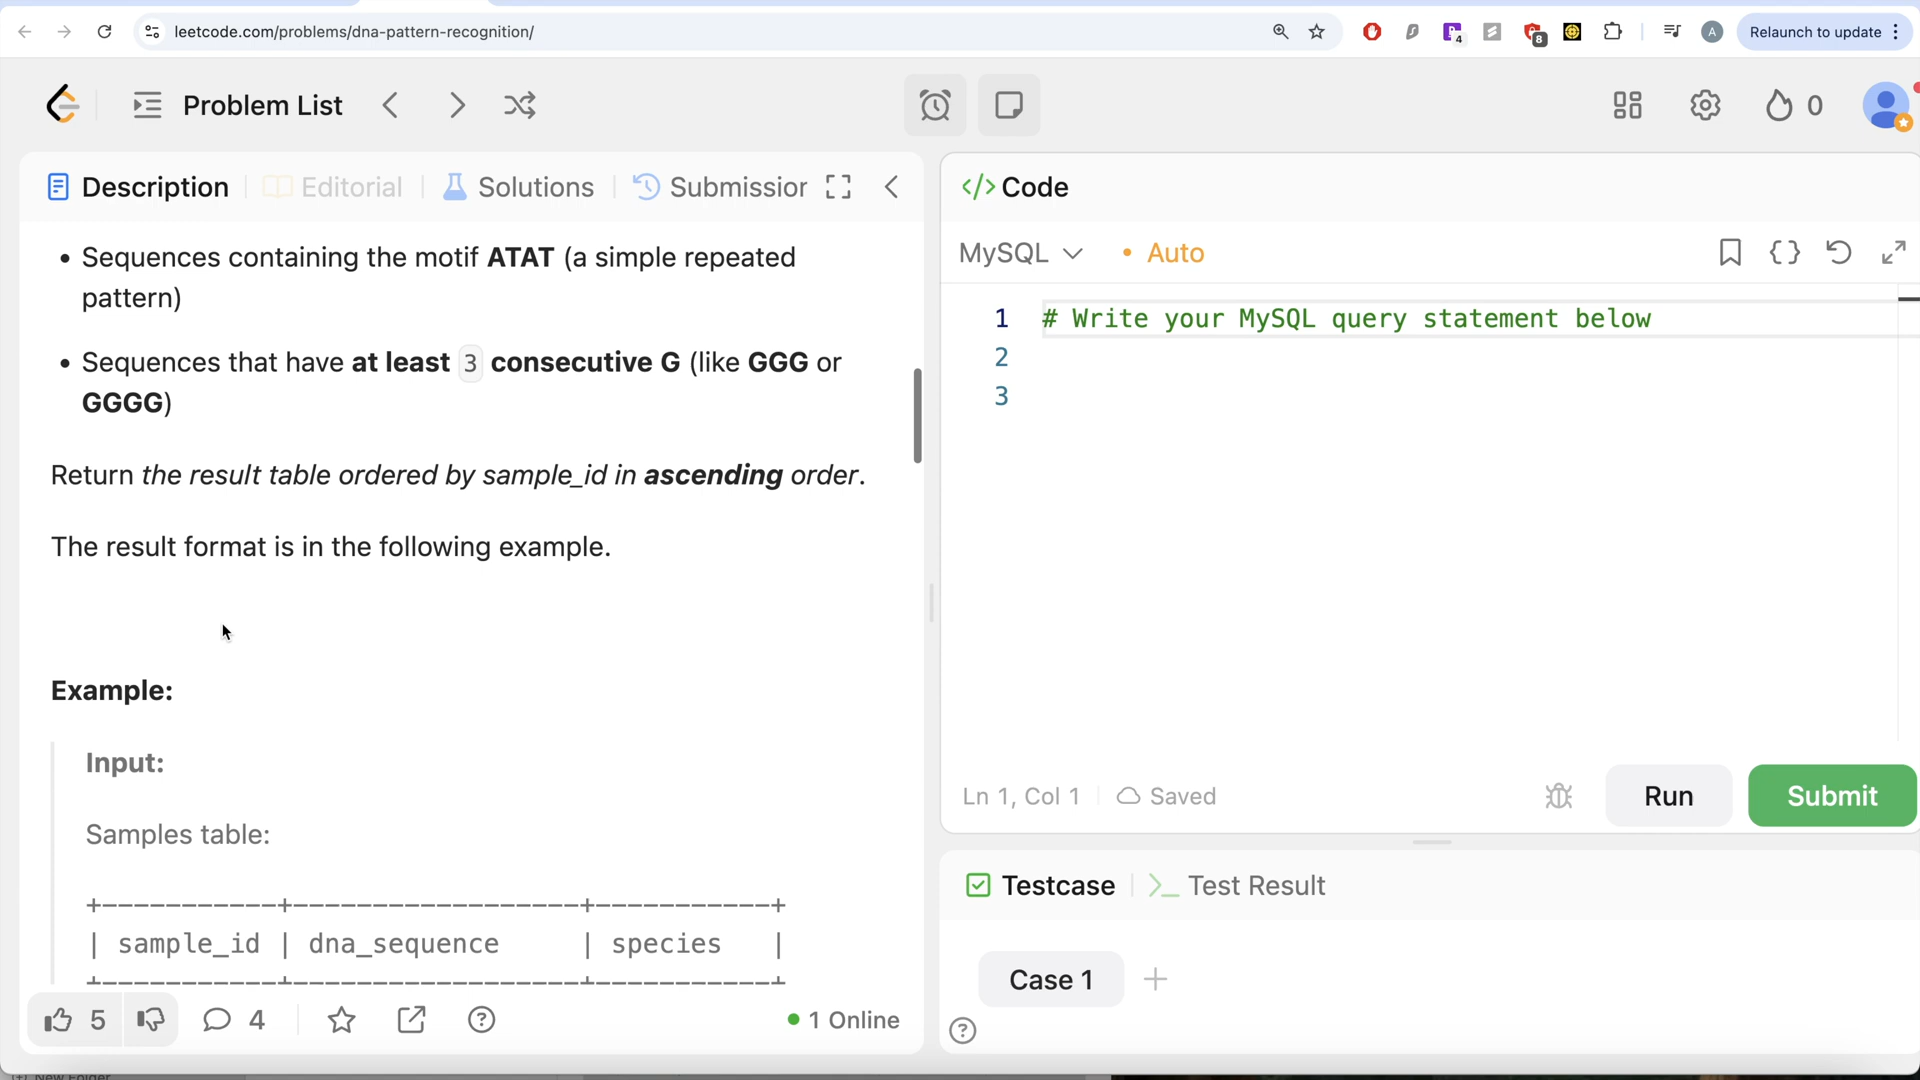 leetcode.com/problems/dna-pattern-recognition/
4
8
A
Relaunch to update
Problem List
0
Description
Editorial
Solutions
Submission
• Sequences containing the motif ATAT (a simple repeated
pattern)
• Sequences that have at least 3 consecutive G (like GGG or
GGGG)
Return the result table ordered by sample_id in ascending order.
The result format is in the following example.
Example:
Input:
Samples table:
+-----------+------------------+-----------+
| sample_id | dna_sequence     | species   |
+-----------+------------------+-----------+
5
4
1 Online
</> Code
MySQL
• Auto
1 # Write your MySQL query statement below
2
3
Ln 1, Col 1
Saved
Run
Submit
Testcase
Test Result
Case 1
New Folder